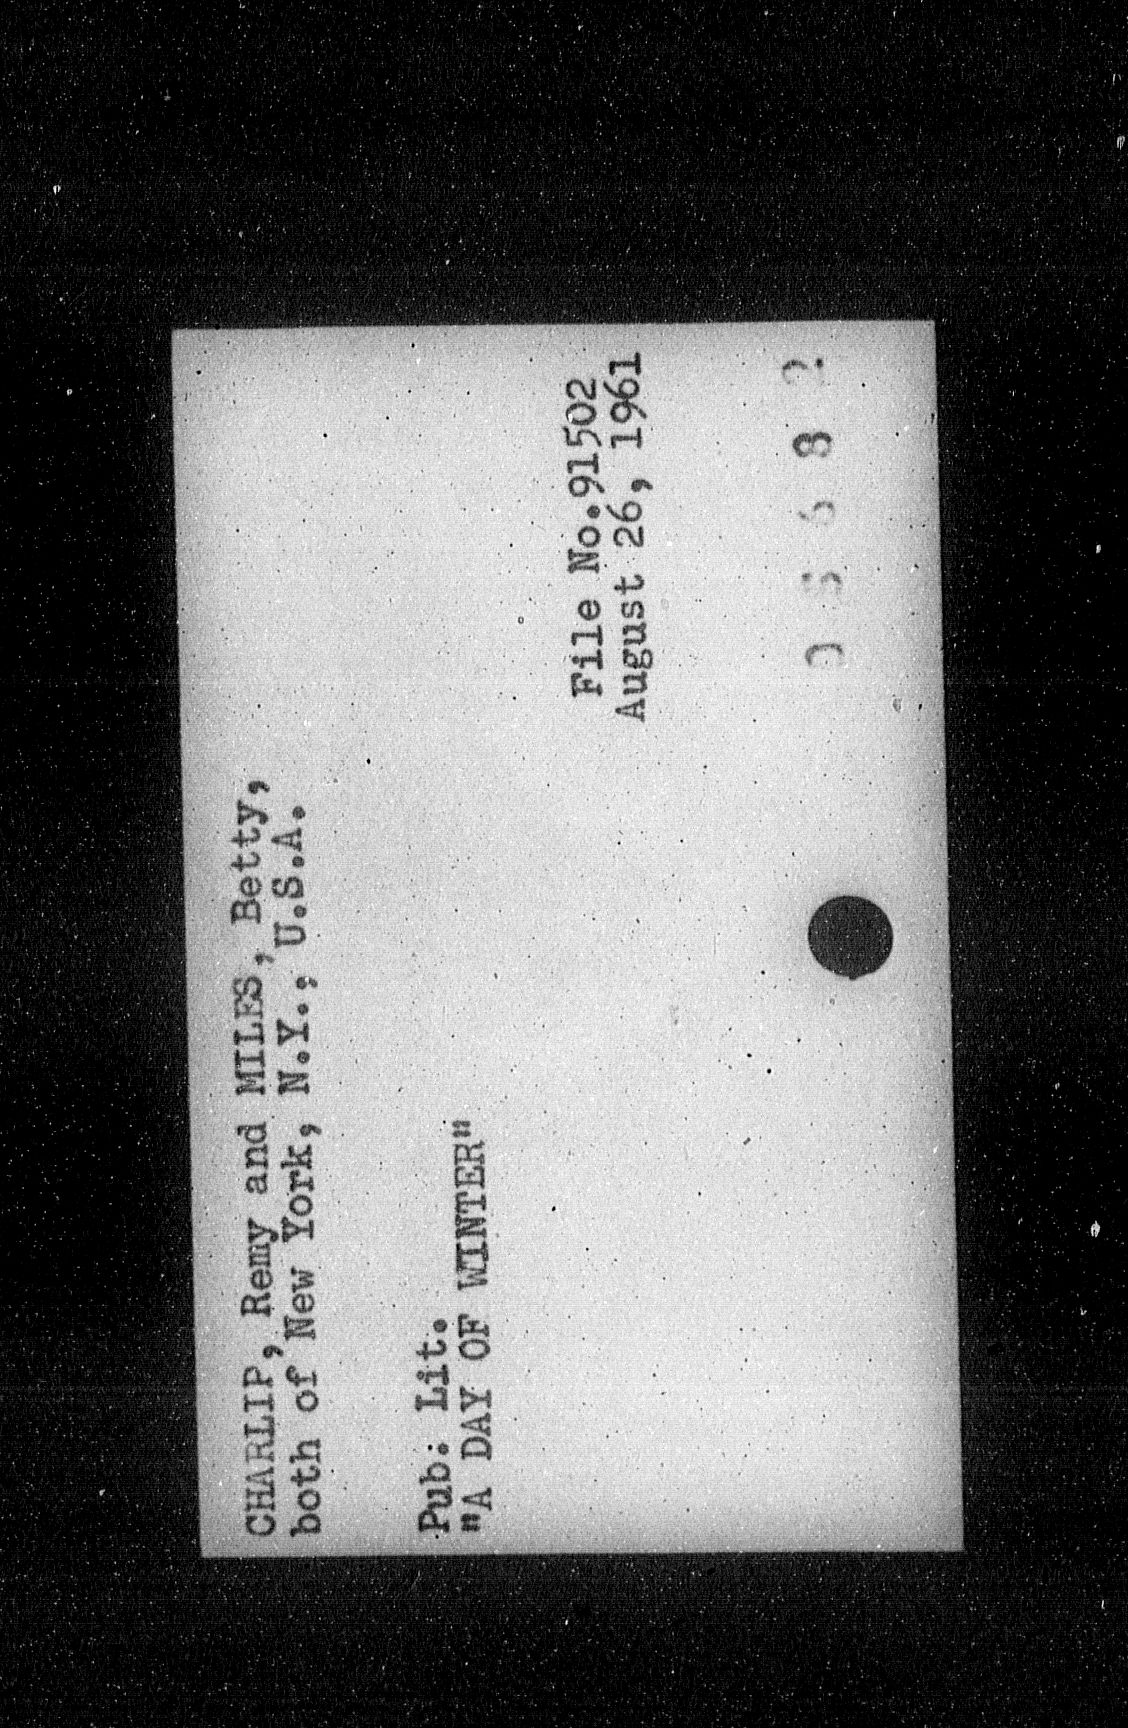 CHARLIP, Remy and MILES, Betty,
both of New York, N.Y., U.S.A.
Pub: Lit.
"A DAY OF WINTER"
File No.91502
August 26, 1961